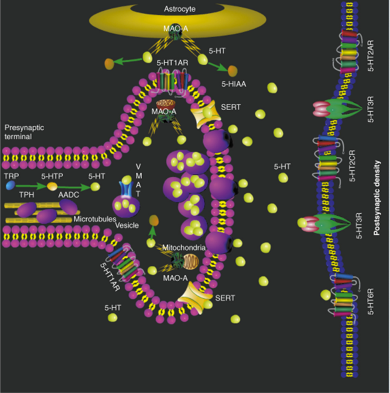 Astrocyte
MAO-A
5-HT
5-HT1AR
5-HIAA
MAO-A
SERT
Presynaptic
terminal
TRP
5-HTP
5-HT
TPH
AADC
VMAT
Microtubules
Vesicle
Mitochondria
5-HT1AR
MAO-A
SERT
5-HT
5-HT
5-HT2AR
5-HT3R
5-HT2CR
5-HT3R
5-HT6R
Postsynaptic density